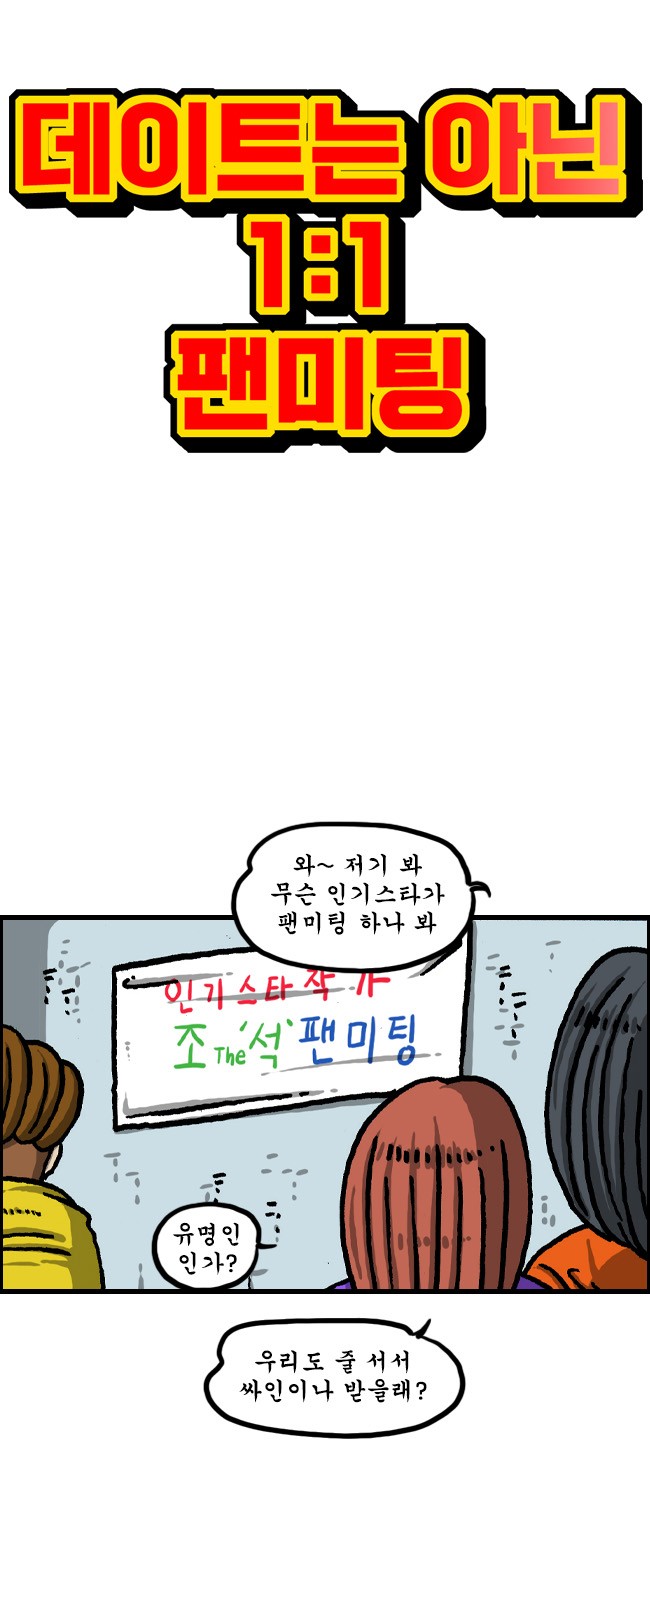 데이트는 아닌
1:1
팬미팅
와~ 저기 봐
무슨 인기스타가
팬미팅 하나 봐
인기스타작가
조 The '석' 팬미팅
유명인
인가?
우리도 줄 서서
싸인이나 받을래?